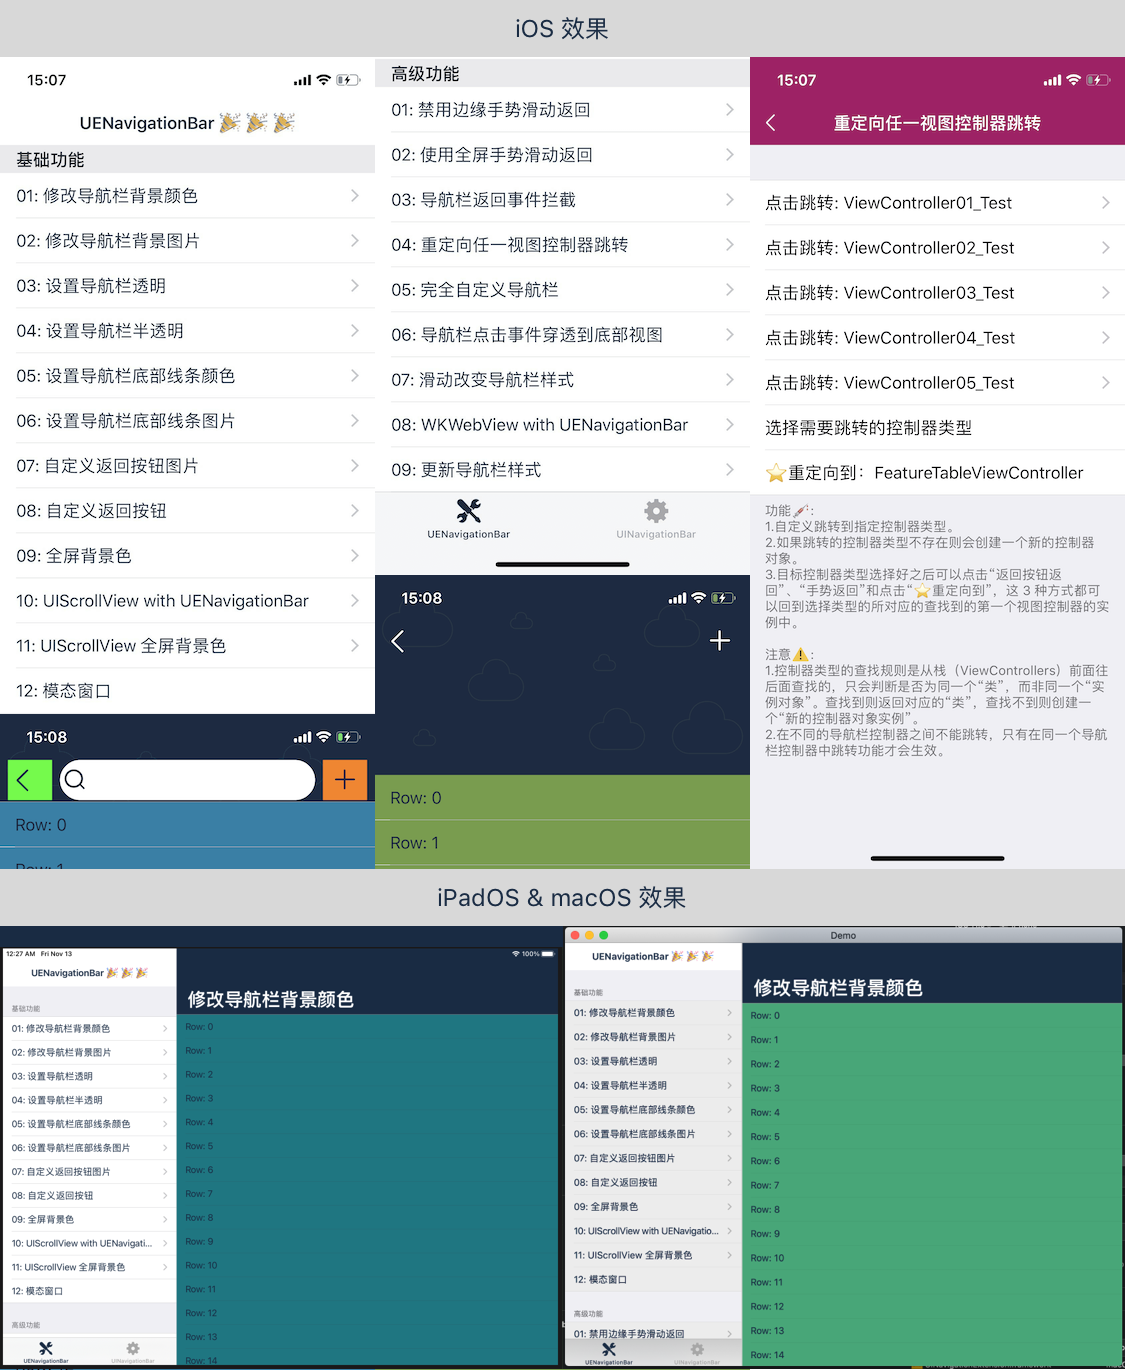 iOS 效果
15:07
UENavigationBar 🎉 🎉 🎉
基础功能
01: 修改导航栏背景颜色
02: 修改导航栏背景图片
03: 设置导航栏透明
04: 设置导航栏半透明
05: 设置导航栏底部线条颜色
06: 设置导航栏底部线条图片
07: 自定义返回按钮图片
08: 自定义返回按钮
09: 全屏背景色
10: UIScrollView with UENavigationBar
11: UIScrollView 全屏背景色
12: 模态窗口
15:08
Row: 0
Row: 1
高级功能
01: 禁用边缘手势滑动返回
02: 使用全屏手势滑动返回
03: 导航栏返回事件拦截
04: 重定向任一视图控制器跳转
05: 完全自定义导航栏
06: 导航栏点击事件穿透到底部视图
07: 滑动改变导航栏样式
08: WKWebView with UENavigationBar
09: 更新导航栏样式
UENavigationBar
UINavigationBar
15:08
Row: 0
Row: 1
15:07
重定向任一视图控制器跳转
点击跳转: ViewController01_Test
点击跳转: ViewController02_Test
点击跳转: ViewController03_Test
点击跳转: ViewController04_Test
点击跳转: ViewController05_Test
选择需要跳转的控制器类型
⭐重定向到：FeatureTableViewController
功能🚀:
1.自定义跳转到指定控制器类型。
2.如果跳转的控制器类型不存在则会创建一个新的控制器
对象。
3.目标控制器类型选择好之后可以点击“返回按钮返
回”、“手势返回”和点击“⭐重定向到”，这 3 种方式都可
以回到选择类型的所对应的查找到的第一个视图控制器的实
例中。
注意⚠️:
1.控制器类型的查找规则是从栈（ViewControllers）前面往
后面查找的，只会判断是否为同一个“类”，而非同一个“实
例对象”。查找到则返回对应的“类”，查找不到则创建一
个“新的控制器对象实例”。
2.在不同的导航栏控制器之间不能跳转，只有在同一个导航
栏控制器中跳转功能才会生效。
iPadOS & macOS 效果
12:27 AM Fri Nov 13
100%
UENavigationBar 🎉 🎉 🎉
基础功能
01: 修改导航栏背景颜色
02: 修改导航栏背景图片
03: 设置导航栏透明
04: 设置导航栏半透明
05: 设置导航栏底部线条颜色
06: 设置导航栏底部线条图片
07: 自定义返回按钮图片
08: 自定义返回按钮
09: 全屏背景色
10: UIScrollView with UENavigati...
11: UIScrollView 全屏背景色
12: 模态窗口
高级功能
UENavigationBar
UINavigationBar
修改导航栏背景颜色
Row: 0
Row: 1
Row: 2
Row: 3
Row: 4
Row: 5
Row: 6
Row: 7
Row: 8
Row: 9
Row: 10
Row: 11
Row: 12
Row: 13
Row: 14
Demo
UENavigationBar 🎉 🎉 🎉
基础功能
01: 修改导航栏背景颜色
02: 修改导航栏背景图片
03: 设置导航栏透明
04: 设置导航栏半透明
05: 设置导航栏底部线条颜色
06: 设置导航栏底部线条图片
07: 自定义返回按钮图片
08: 自定义返回按钮
09: 全屏背景色
10: UIScrollView with UENavigatio...
11: UIScrollView 全屏背景色
12: 模态窗口
高级功能
01: 禁用边缘手势滑动返回
UENavigationBar
UINavigationBar
修改导航栏背景颜色
Row: 0
Row: 1
Row: 2
Row: 3
Row: 4
Row: 5
Row: 6
Row: 7
Row: 8
Row: 9
Row: 10
Row: 11
Row: 12
Row: 13
Row: 14